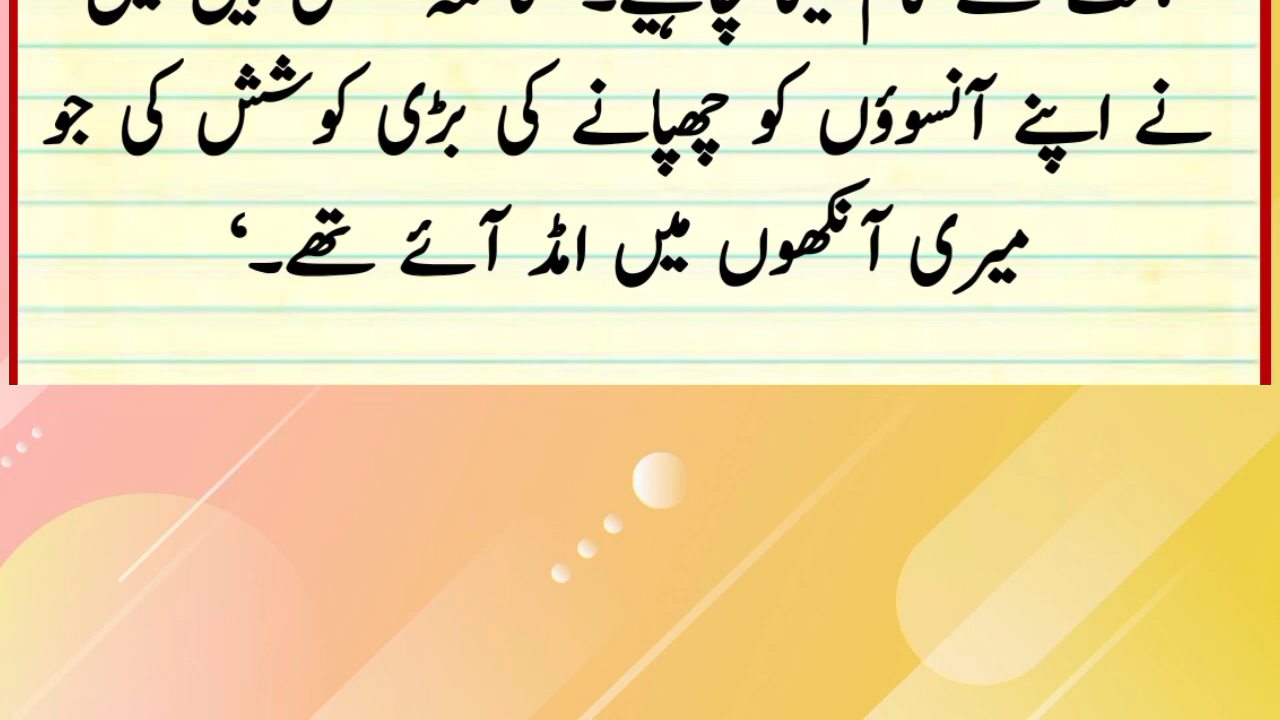 نے اپنے آنسوؤں کو چھپانے کی بڑی کوشش کی جو
میری آنکھوں میں امڈ آئے تھے۔‘